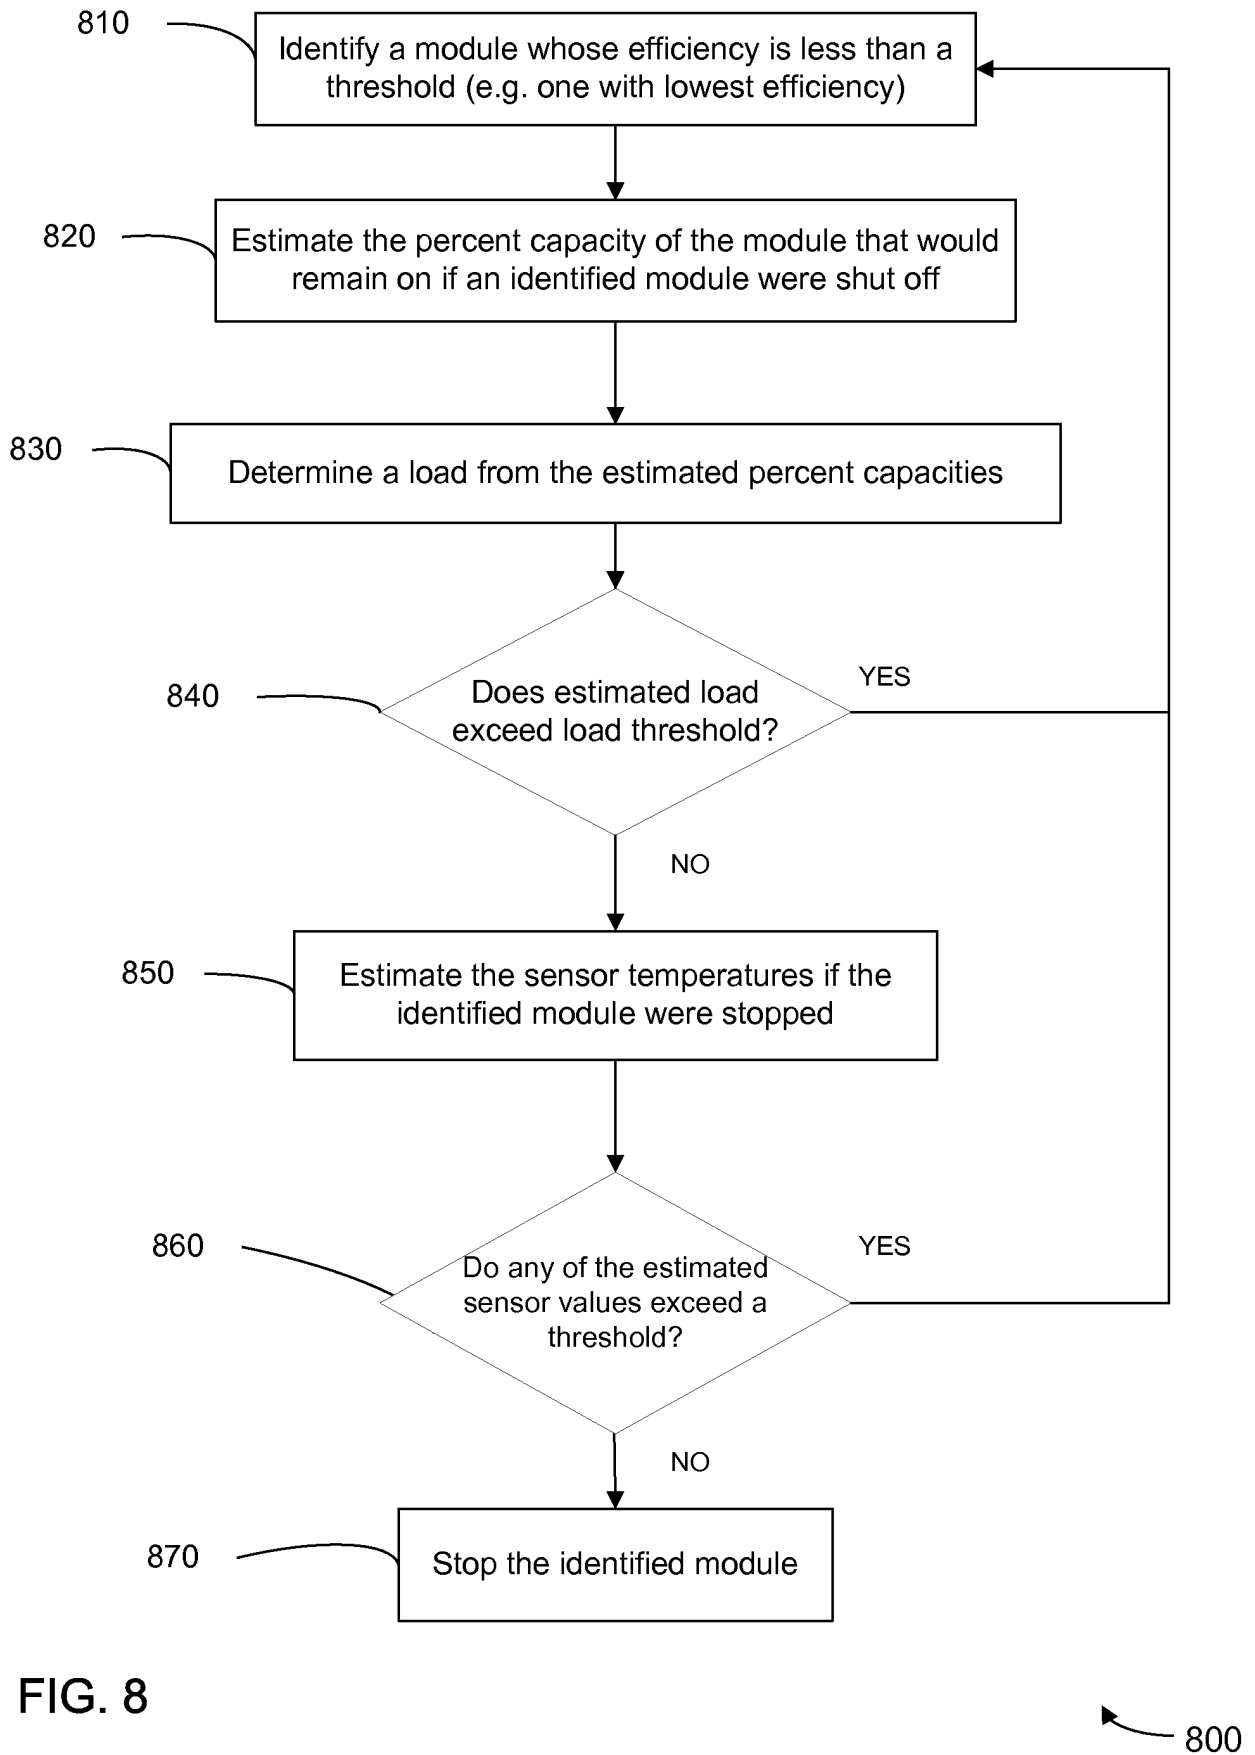 810
Identify a module whose efficiency is less than a
threshold (e.g. one with lowest efficiency)
820
Estimate the percent capacity of the module that would
remain on if an identified module were shut off
830
Determine a load from the estimated percent capacities
840
Does estimated load
exceed load threshold?
YES
NO
850
Estimate the sensor temperatures if the
identified module were stopped
860
Do any of the estimated
sensor values exceed a
threshold?
YES
NO
870
Stop the identified module
FIG. 8
800